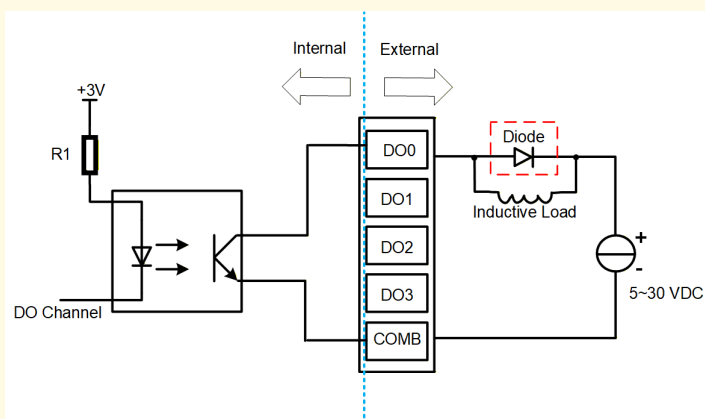 Internal
External
+3V
R1
DO Channel
DO0
DO1
DO2
DO3
COMB
Diode
Inductive Load
+
-
5~30 VDC